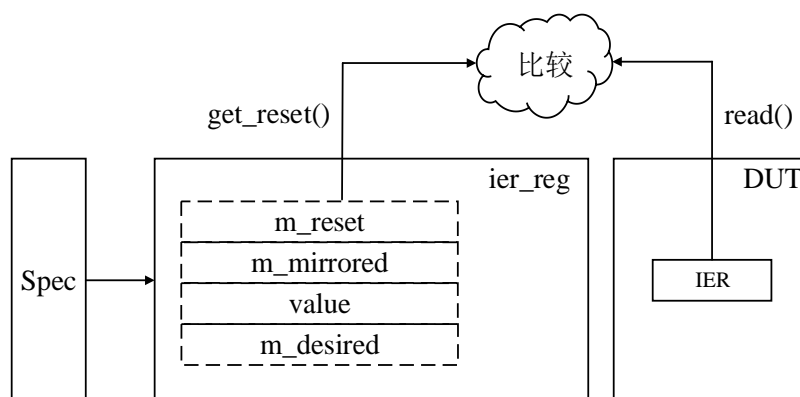 比较
get_reset()
read()
ier_reg
DUT
m_reset
m_mirrored
value
m_desired
Spec
IER